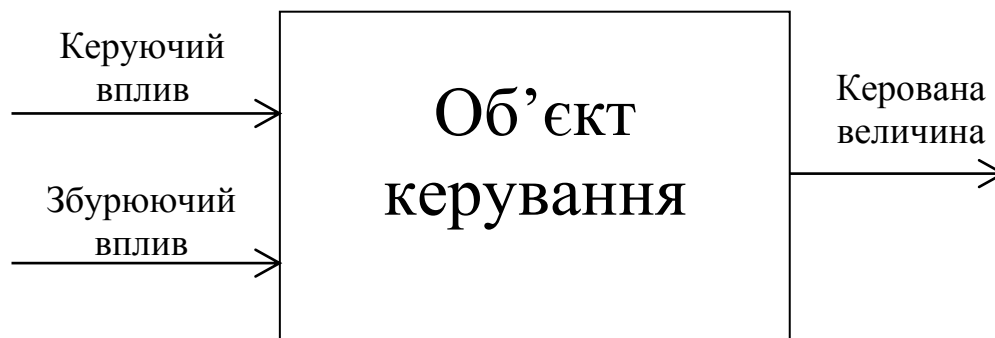 Керуючий
вплив
Збурюючий
вплив
Об’єкт
керування
Керована
величина